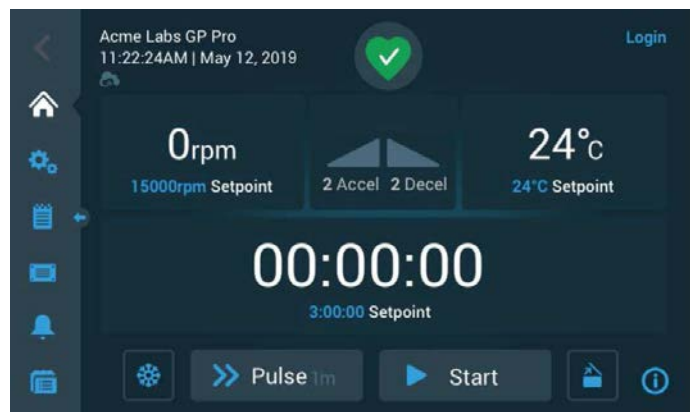 Acme Labs GP Pro
Login
11:22:24AM | May 12, 2019
0rpm
15000rpm Setpoint
2 Accel 2 Decel
24°c
24°C Setpoint
00:00:00
3:00:00 Setpoint
Pulse 1m
Start